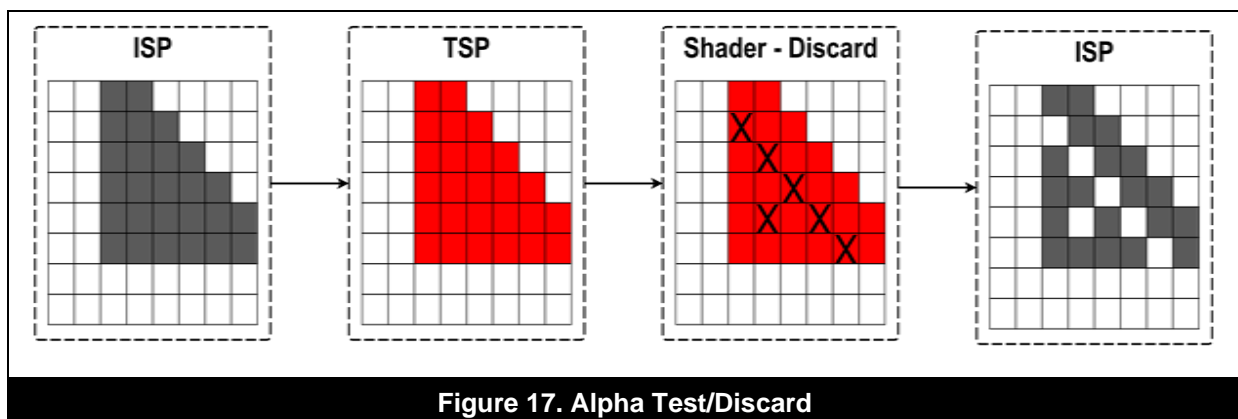 ISP
TSP
Shader - Discard
ISP
X
X
X
X X
X
Figure 17. Alpha Test/Discard